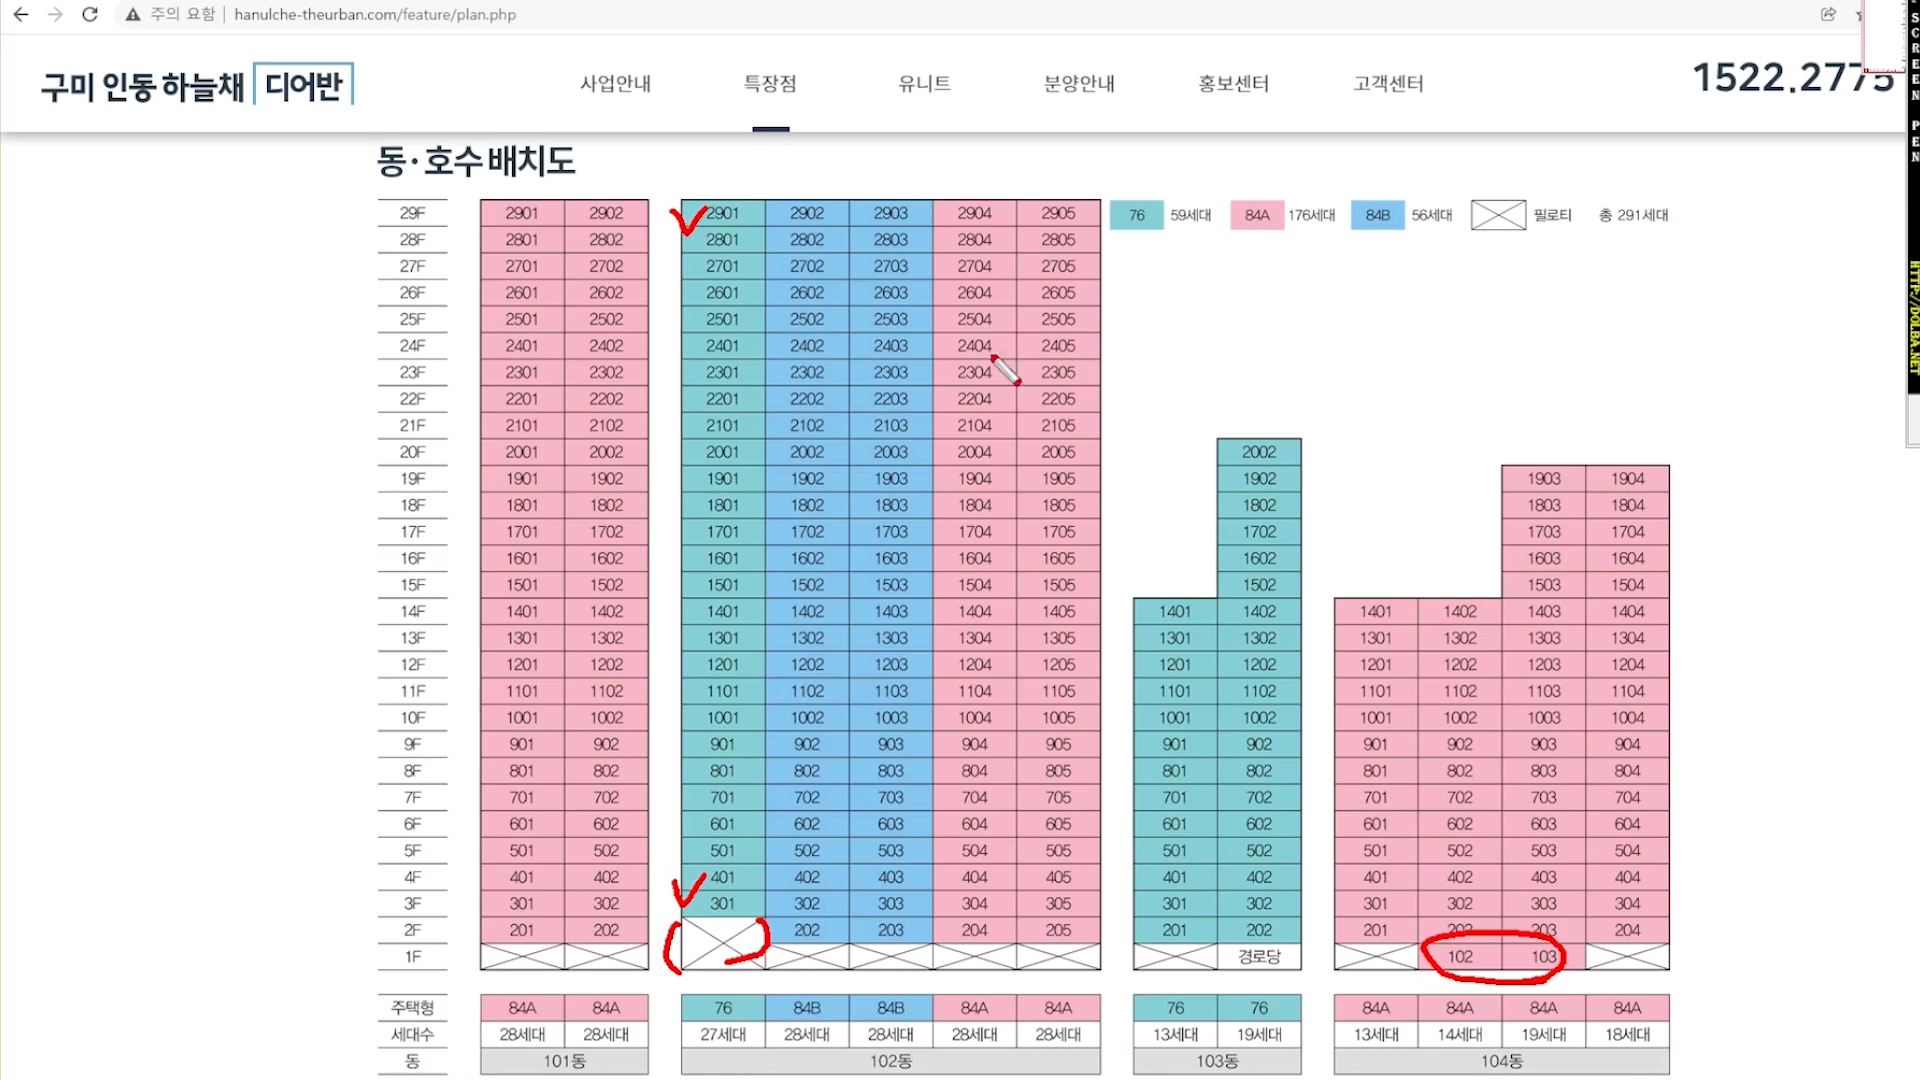 주의 요함 | hanulche-theurban.com/feature/plan.php
구미 인동 하늘채 디어반 사업안내 특장점 유니트 분양안내 홍보센터 고객센터 1522.2775
동·호수 배치도
76 59세대 84A 176세대 84B 56세대 필로티 총 291세대
29F 2901 2902 2901 2902 2903 2904 2905
28F 2801 2802 2801 2802 2803 2804 2805
27F 2701 2702 2701 2702 2703 2704 2705
26F 2601 2602 2601 2602 2603 2604 2605
25F 2501 2502 2501 2502 2503 2504 2505
24F 2401 2402 2401 2402 2403 2404 2405
23F 2301 2302 2301 2302 2303 2304 2305
22F 2201 2202 2201 2202 2203 2204 2205
21F 2101 2102 2101 2102 2103 2104 2105
20F 2001 2002 2001 2002 2003 2004 2005 2002
19F 1901 1902 1901 1902 1903 1904 1905 1902 1903 1904
18F 1801 1802 1801 1802 1803 1804 1805 1802 1803 1804
17F 1701 1702 1701 1702 1703 1704 1705 1702 1703 1704
16F 1601 1602 1601 1602 1603 1604 1605 1602 1603 1604
15F 1501 1502 1501 1502 1503 1504 1505 1502 1503 1504
14F 1401 1402 1401 1402 1403 1404 1405 1401 1402 1401 1402 1403 1404
13F 1301 1302 1301 1302 1303 1304 1305 1301 1302 1301 1302 1303 1304
12F 1201 1202 1201 1202 1203 1204 1205 1201 1202 1201 1202 1203 1204
11F 1101 1102 1101 1102 1103 1104 1105 1101 1102 1101 1102 1103 1104
10F 1001 1002 1001 1002 1003 1004 1005 1001 1002 1001 1002 1003 1004
9F 901 902 901 902 903 904 905 901 902 901 902 903 904
8F 801 802 801 802 803 804 805 801 802 801 802 803 804
7F 701 702 701 702 703 704 705 701 702 701 702 703 704
6F 601 602 601 602 603 604 605 601 602 601 602 603 604
5F 501 502 501 502 503 504 505 501 502 501 502 503 504
4F 401 402 401 402 403 404 405 401 402 401 402 403 404
3F 301 302 301 302 303 304 305 301 302 301 302 303 304
2F 201 202 202 203 204 205 201 202 201 202 203 204
1F 경로당 102 103
주택형 84A 84A 76 84B 84B 84A 84A 76 76 84A 84A 84A 84A
세대수 28세대 28세대 27세대 28세대 28세대 28세대 28세대 13세대 19세대 13세대 14세대 19세대 18세대
동 101동 102동 103동 104동
SCREEN PEN
HTTP://DOLBA.NET